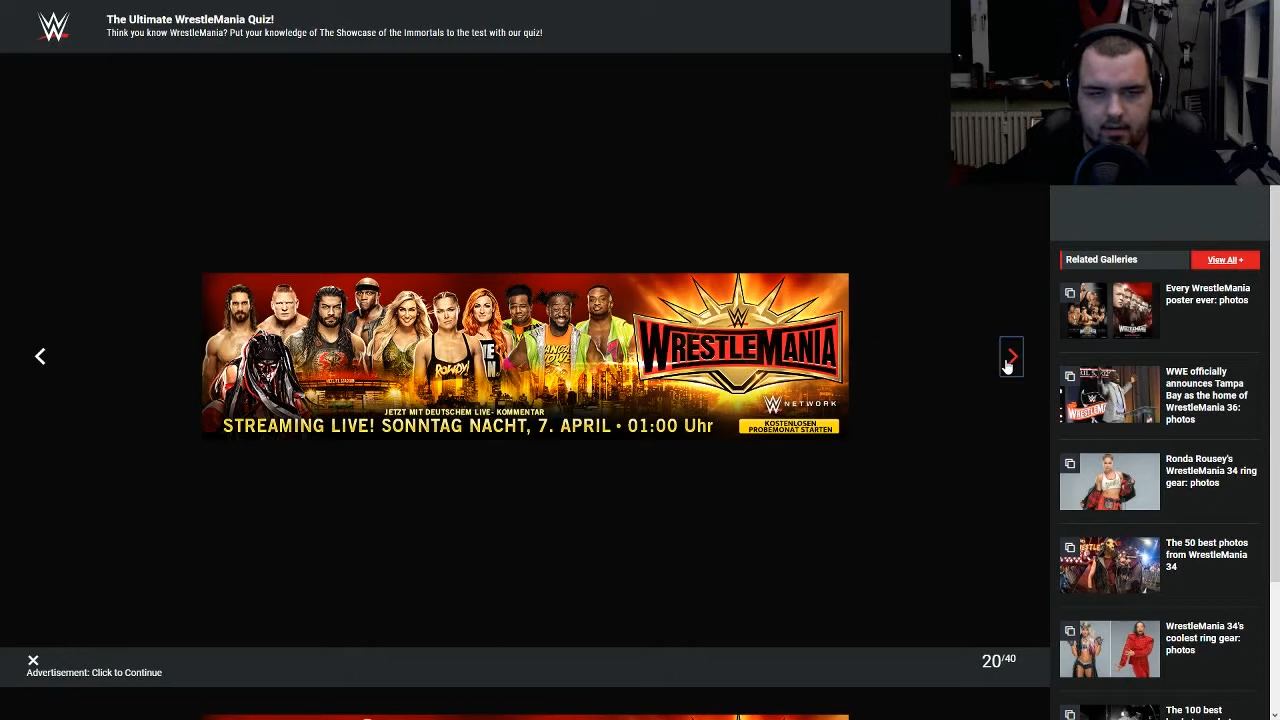 The Ultimate WrestleMania Quiz!
Think you know WrestleMania? Put your knowledge of The Showcase of the Immortals to the test with our quiz!
WRESTLEMANIA
NETWORK
JETZT MIT DEUTSCHEM LIVE- KOMMENTAR
STREAMING LIVE! SONNTAG NACHT, 7. APRIL • 01:00 Uhr
KOSTENLOSEN
PROBEMONAT STARTEN
Advertisement: Click to Continue
20/40
Related Galleries
View All +
Every WrestleMania
poster ever: photos
WWE officially
announces Tampa
Bay as the home of
WrestleMania 36:
photos
Ronda Rousey's
WrestleMania 34 ring
gear: photos
The 50 best photos
from WrestleMania
34
WrestleMania 34's
coolest ring gear:
photos
The 100 best